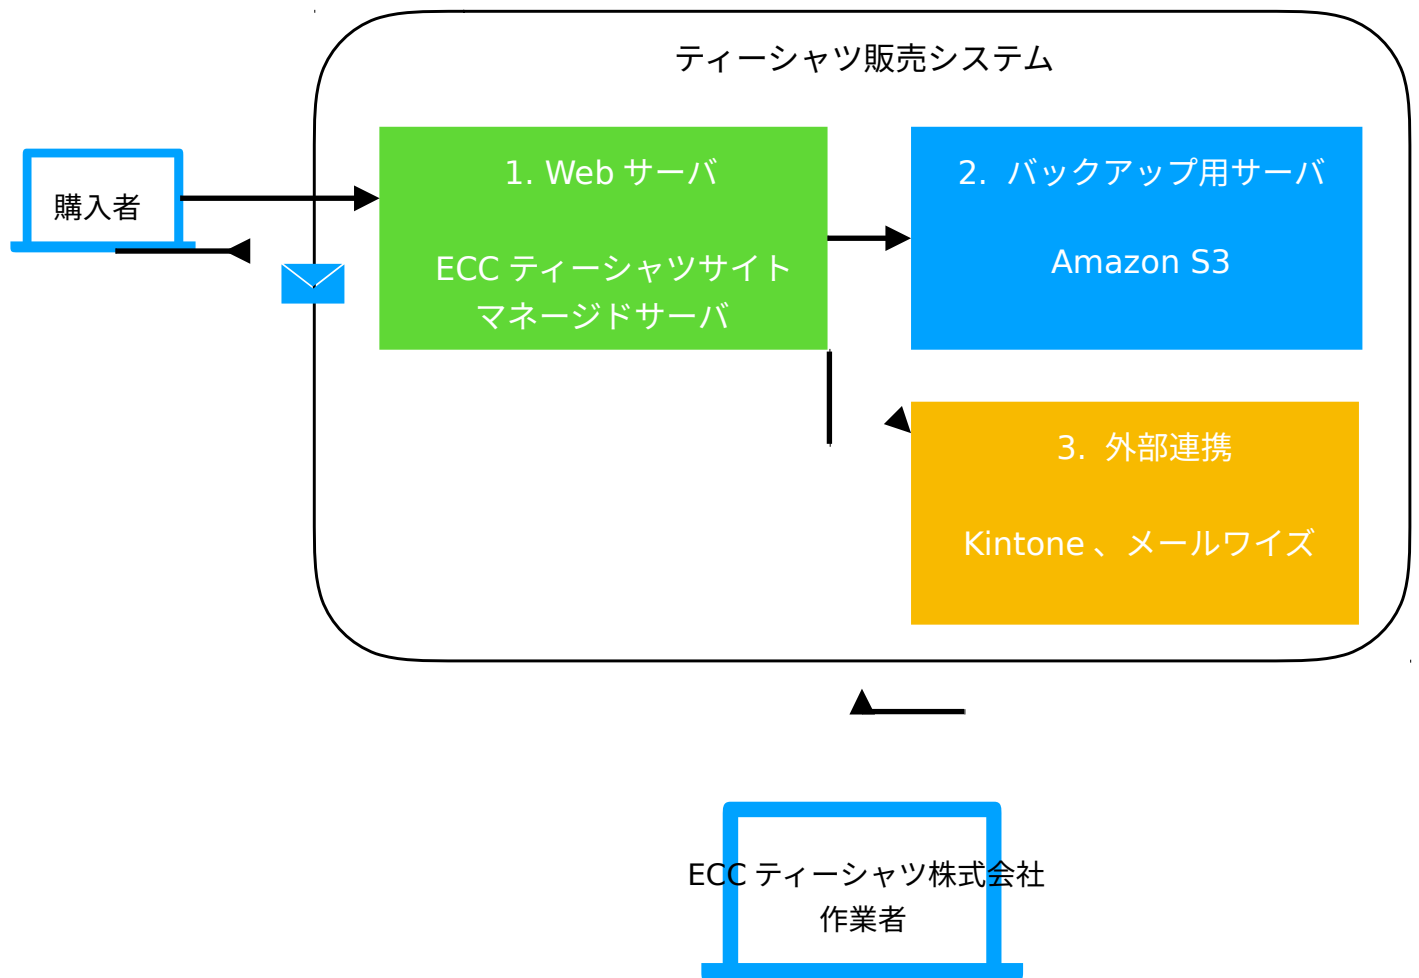 ティーシャツ販売システム
購入者
1. Web サーバ
ECC ティーシャツサイト
マネージドサーバ
2. バックアップ用サーバ
Amazon S3
3. 外部連携
Kintone 、メールワイズ
ECC ティーシャツ株式会社
作業者